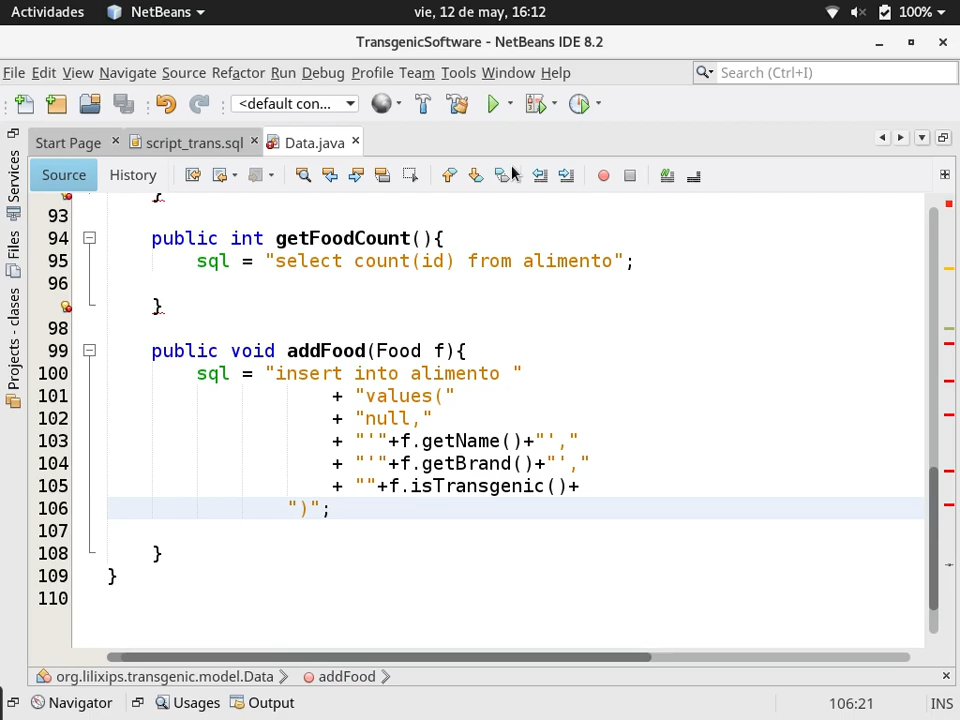 Actividades NetBeans vie, 12 de may, 16:12 100%
TransgenicSoftware - NetBeans IDE 8.2
File Edit View Navigate Source Refactor Run Debug Profile Team Tools Window Help Search (Ctrl+I)
<default con...
Start Page script_trans.sql Data.java
Source History
Services
Files
Projects - clases
}
93
94 public int getFoodCount(){
95 sql = "select count(id) from alimento";
96
}
98
99 public void addFood(Food f){
100 sql = "insert into alimento "
101 + "values("
102 + "null,"
103 + "'"+f.getName()+"',"
104 + "'"+f.getBrand()+"',"
105 + ""+f.isTransgenic()+
106 ")";
107
108 }
109 }
110
org.lilixips.transgenic.model.Data addFood
Navigator Usages Output 106:21 INS